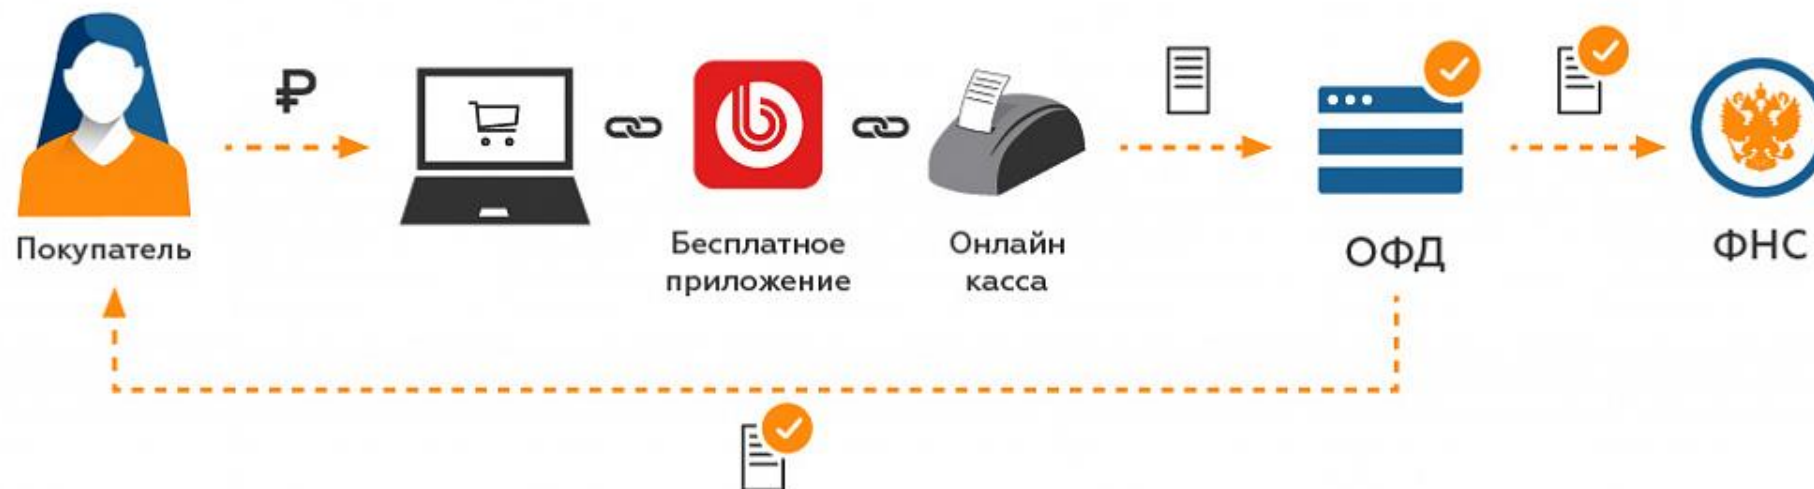 ₽
Покупатель
Бесплатное
приложение
Онлайн
касса
ОФД
ФНС